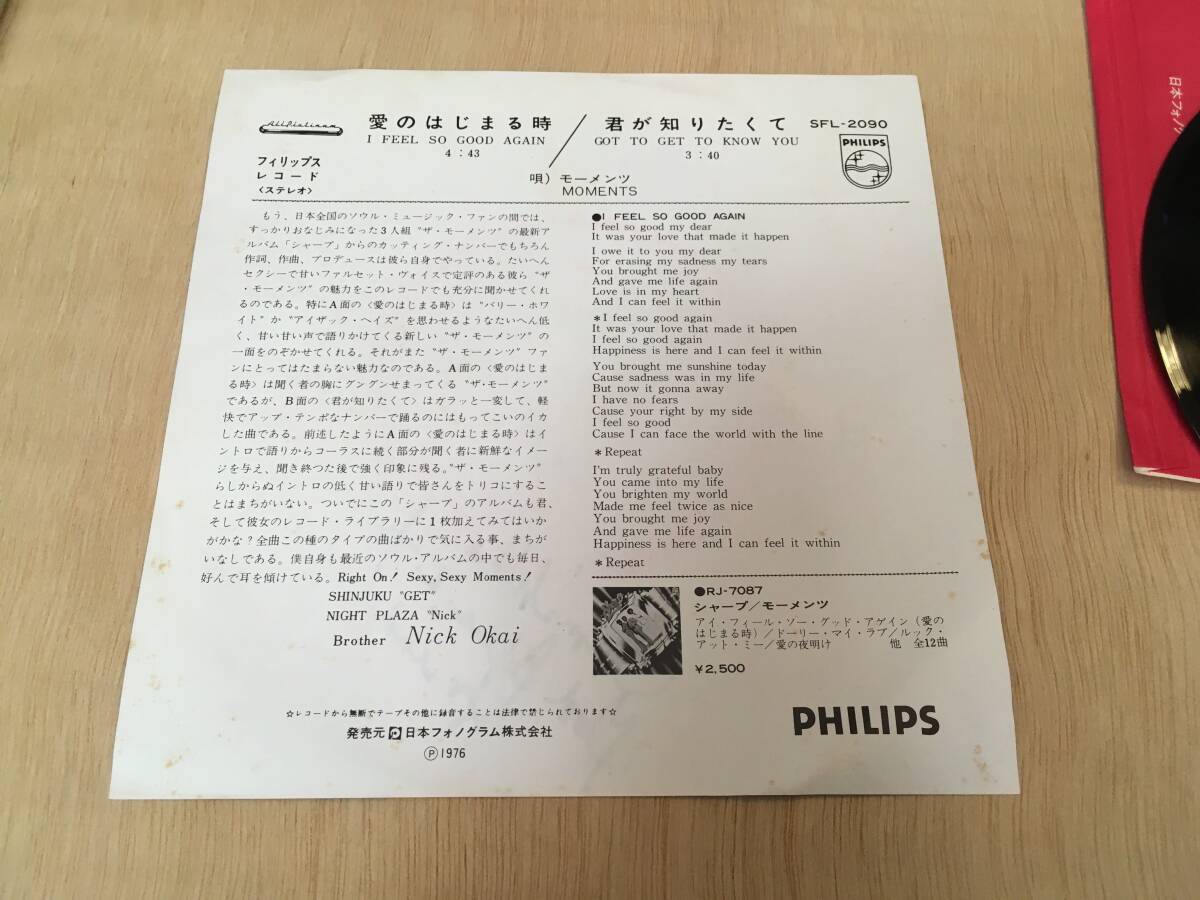 All Platinum
愛のはじまる時／君が知りたくて
I FEEL SO GOOD AGAIN
4：43
GOT TO GET TO KNOW YOU
3：40
SFL-2090
PHILIPS
フィリップス
レコード
〈ステレオ〉
唄）モーメンツ
MOMENTS
もう、日本全国のソウル・ミュージック・ファンの間では、
すっかりおなじみになった3人組“ザ・モーメンツ”の最新ア
ルバム「シャープ」からのカッティング・ナンバーでもちろん
作詞、作曲、プロデュースは彼ら自身でやっている。たいへん
セクシーで甘いファルセット・ヴォイスで定評のある彼ら“ザ
・モーメンツ”の魅力をこのレコードでも充分に聞かせてくれ
るのである。特にA面の〈愛のはじまる時〉は“バリー・ホワ
イト”か“アイザック・ヘイズ”を思わせるようなたいへん低
く、甘い甘い声で語りかけてくる新しい“ザ・モーメンツ”の
一面をのぞかせてくれる。それがまた“ザ・モーメンツ”ファ
ンにとってはたまらない魅力なのである。A面の〈愛のはじま
る時〉は聞く者の胸にグングンせまってくる“ザ・モーメンツ”
であるが、B面の〈君が知りたくて〉はガラッと一変して、軽
快でアップ・テンポなナンバーで踊るのにはもってこいのイカ
した曲である。前述したようにA面の〈愛のはじまる時〉はイ
ントロで語りからコーラスに続く部分が聞く者に新鮮なイメー
ジを与え、聞き終った後で強く印象に残る。“ザ・モーメンツ”
らしからぬイントロの低く甘い語りで皆さんをトリコにするこ
とはまちがいない。ついでにこの「シャープ」のアルバムも君、
そして彼女のレコード・ライブラリーに1枚加えてみてはいか
がかな？全曲この種のタイプの曲ばかりで気に入る事、まちが
いなしである。僕自身も最近のソウル・アルバムの中でも毎日、
好んで耳を傾けている。Right On！ Sexy, Sexy Moments！
SHINJUKU “GET”
NIGHT PLAZA “Nick”
Brother Nick Okai
●I FEEL SO GOOD AGAIN
I feel so good my dear
It was your love that made it happen
I owe it to you my dear
For erasing my sadness my tears
You brought me joy
And gave me life again
Love is in my heart
And I can feel it within
＊I feel so good again
It was your love that made it happen
I feel so good again
Happiness is here and I can feel it within
You brought me sunshine today
Cause sadness was in my life
But now it gonna away
I have no fears
Cause your right by my side
I feel so good
Cause I can face the world with the line
＊Repeat
I'm truly grateful baby
You came into my life
You brighten my world
Made me feel twice as nice
You brought me joy
And gave me life again
Happiness is here and I can feel it within
＊Repeat
●RJ-7087
シャープ／モーメンツ
アイ・フィール・ソー・グッド・アゲイン（愛の
はじまる時）／ドーリー・マイ・ラブ／ルック・
アット・ミー／愛の夜明け 他 全12曲
￥2,500
☆レコードから無断でテープその他に録音することは法律で禁じられております☆
発売元 日本フォノグラム株式会社
Ⓟ1976
PHILIPS
日本フォノグ